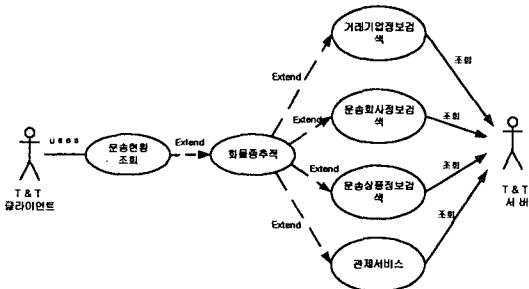 거래기업정보검
색
조회
Extend
Extend
운송회사정보검
색
조회
uses
운송현황
조회
Extend
화물종추적
Extend
조회
운송상품정보검
색
T & T
클라이언트
T & T
서 버
Extend
조회
관제서비스